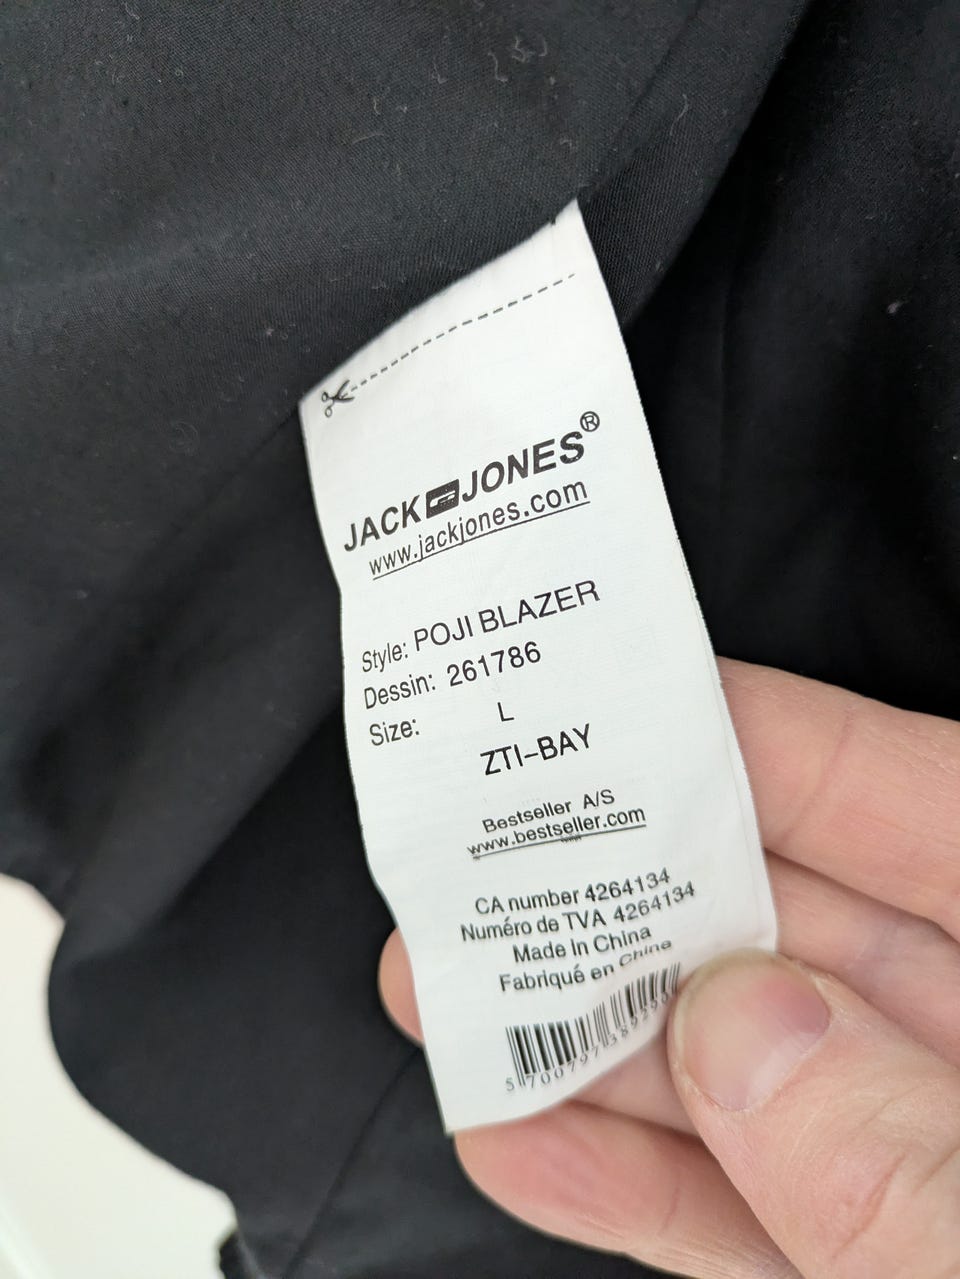 JACK JONES®
www.jackjones.com
Style: POJI BLAZER
Dessin: 261786
Size: L
ZTI-BAY
Bestseller A/S
www.bestseller.com
CA number 4264134
Numéro de TVA 4264134
Made In China
Fabriqué en Chine